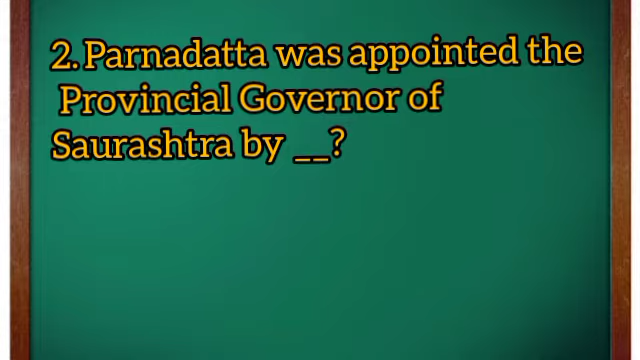 2. Parnadatta was appointed the
Provincial Governor of
Saurashtra by __?